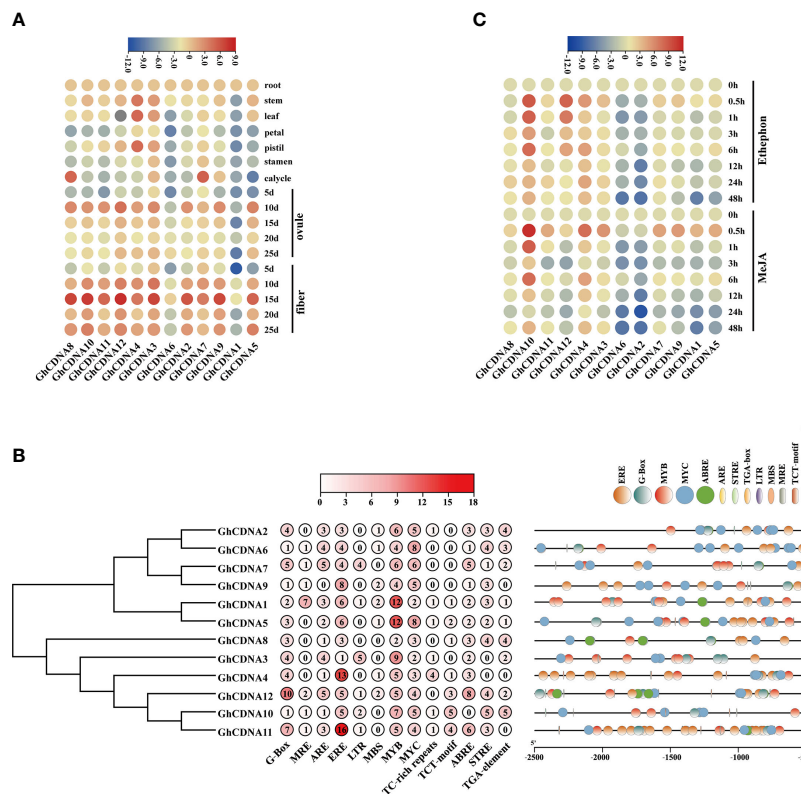 A
-12.0 -9.0 -6.0 -3.0 -3.0 6.0 9.0
root
stem
leaf
petal
pistil
stamen
calycle
5d
10d
15d
20d
25d
ovule
5d
10d
15d
20d
25d
fiber
GhCDNA8 GhCDNA10 GhCDNA11 GhCDNA12 GhCDNA4 GhCDNA3 GhCDNA6 GhCDNA2 GhCDNA7 GhCDNA9 GhCDNA1 GhCDNA5
C
-12.0 -9.0 -6.0 -3.0 0.0 3.0 6.0 9.0 12.0
0h
0.5h
1h
3h
6h
12h
24h
48h
Ethephon
0h
0.5h
1h
3h
6h
12h
24h
48h
MeJA
GhCDNA8 GhCDNA10 GhCDNA11 GhCDNA12 GhCDNA4 GhCDNA3 GhCDNA6 GhCDNA2 GhCDNA7 GhCDNA9 GhCDNA1 GhCDNA5
B
0 3 6 9 12 15 18
GhCDNA2 4 0 3 3 0 1 6 5 1 0 3 3 4
GhCDNA6 1 0 4 4 0 1 4 8 0 1 0 4 3
GhCDNA7 5 1 5 4 4 0 6 6 0 0 5 1 2
GhCDNA9 1 1 0 8 0 2 4 5 0 1 1 3 0
GhCDNA1 2 7 3 6 1 2 12 2 1 1 2 3 1
GhCDNA5 3 0 2 6 0 1 12 8 1 0 2 3 0
GhCDNA8 3 0 1 3 0 0 2 3 0 0 3 4 4
GhCDNA3 4 0 4 1 5 0 9 2 0 0 2 0 2
GhCDNA4 4 0 3 13 0 1 5 3 4 1 0 1 0
GhCDNA12 10 2 5 5 1 2 5 4 0 3 8 4 2
GhCDNA10 1 1 1 5 2 0 7 5 1 5 0 5 5
GhCDNA11 7 1 3 16 1 0 5 4 1 4 6 3 0
G-Box MRE ARE ERE LTR MBS MYB MYC TC-rich repeats TCT-motif ABRE STRE TGA-element
ERE G-Box MYB MYC ABRE ARE STRE TGA-box LTR MBS MRE TCT-motif
5'
-2500 -2000 -1500 -1000